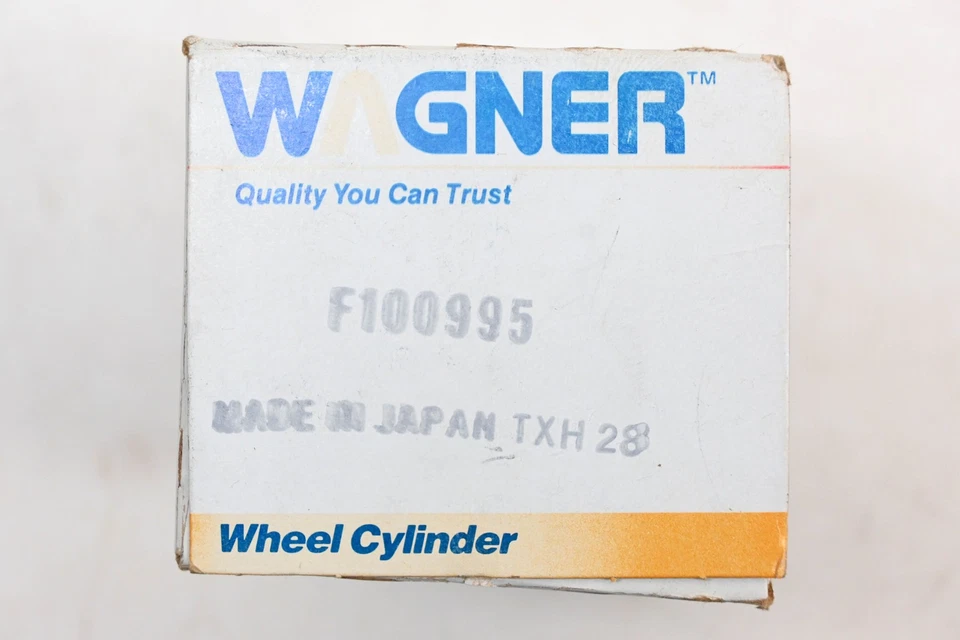 WAGNER™
Quality You Can Trust
F100995
MADE IN JAPAN TXH 28
Wheel Cylinder